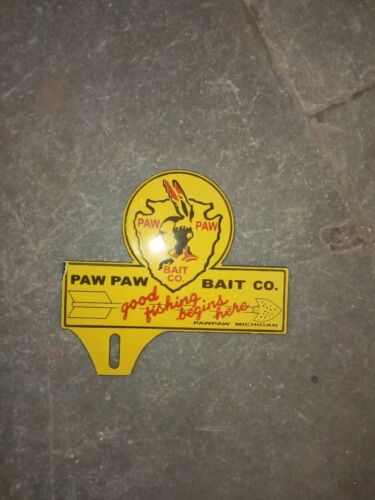 PAW PAW
BAIT
CO
PAW PAW BAIT CO.
good
fishing
begins
here
PAWPAW MICHIGAN